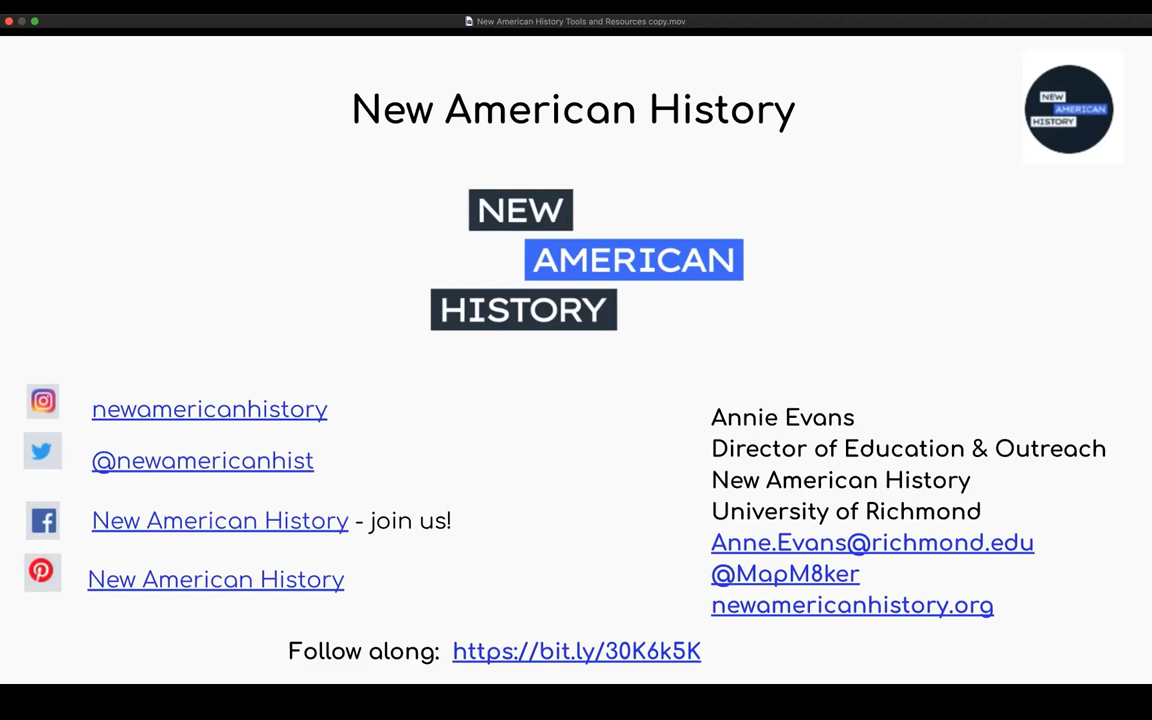 New American History Tools and Resources copy.mov
New American History
NEW
AMERICAN
HISTORY
NEW
AMERICAN
HISTORY
newamericanhistory
@newamericanhist
New American History - join us!
New American History
Annie Evans
Director of Education & Outreach
New American History
University of Richmond
Anne.Evans@richmond.edu
@MapM8ker
newamericanhistory.org
Follow along: https://bit.ly/30K6k5K